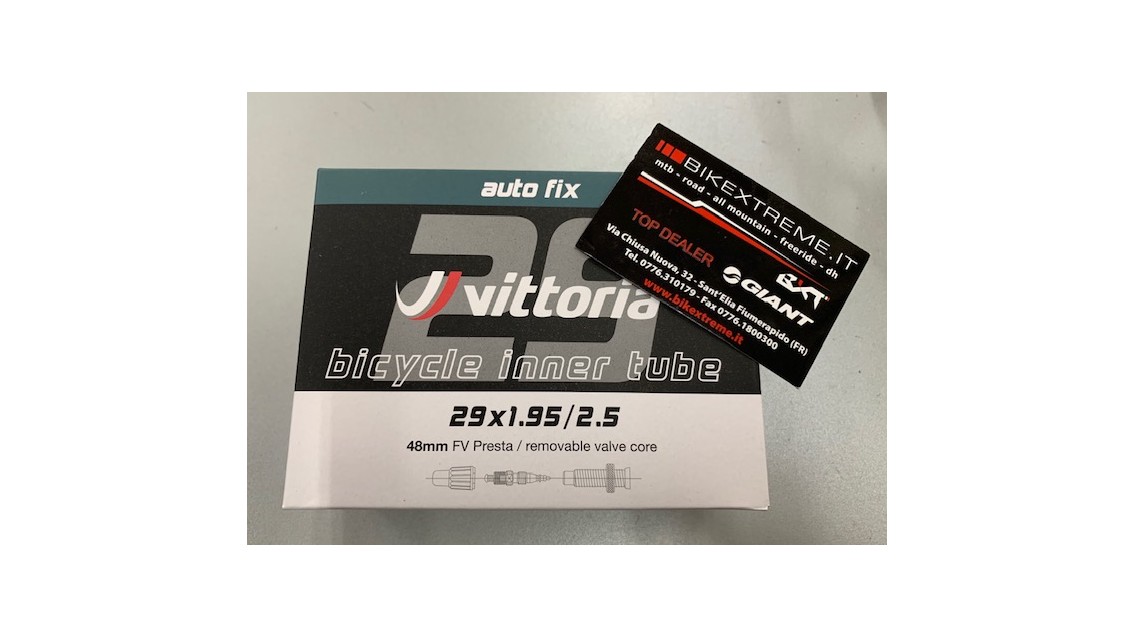 auto fix
29
vittoria
bicycle inner tube
29x1.95/2.5
48mm FV Presta / removable valve core
BIKEXTREME.IT
mtb - road - all mountain - freeride - dh
TOP DEALER
GIANT
Via Chiusa Nuova, 32 - Sant'Elia Fiumerapido (FR)
Tel. 0776.310179 - Fax 0776.1800300
www.bikextreme.it